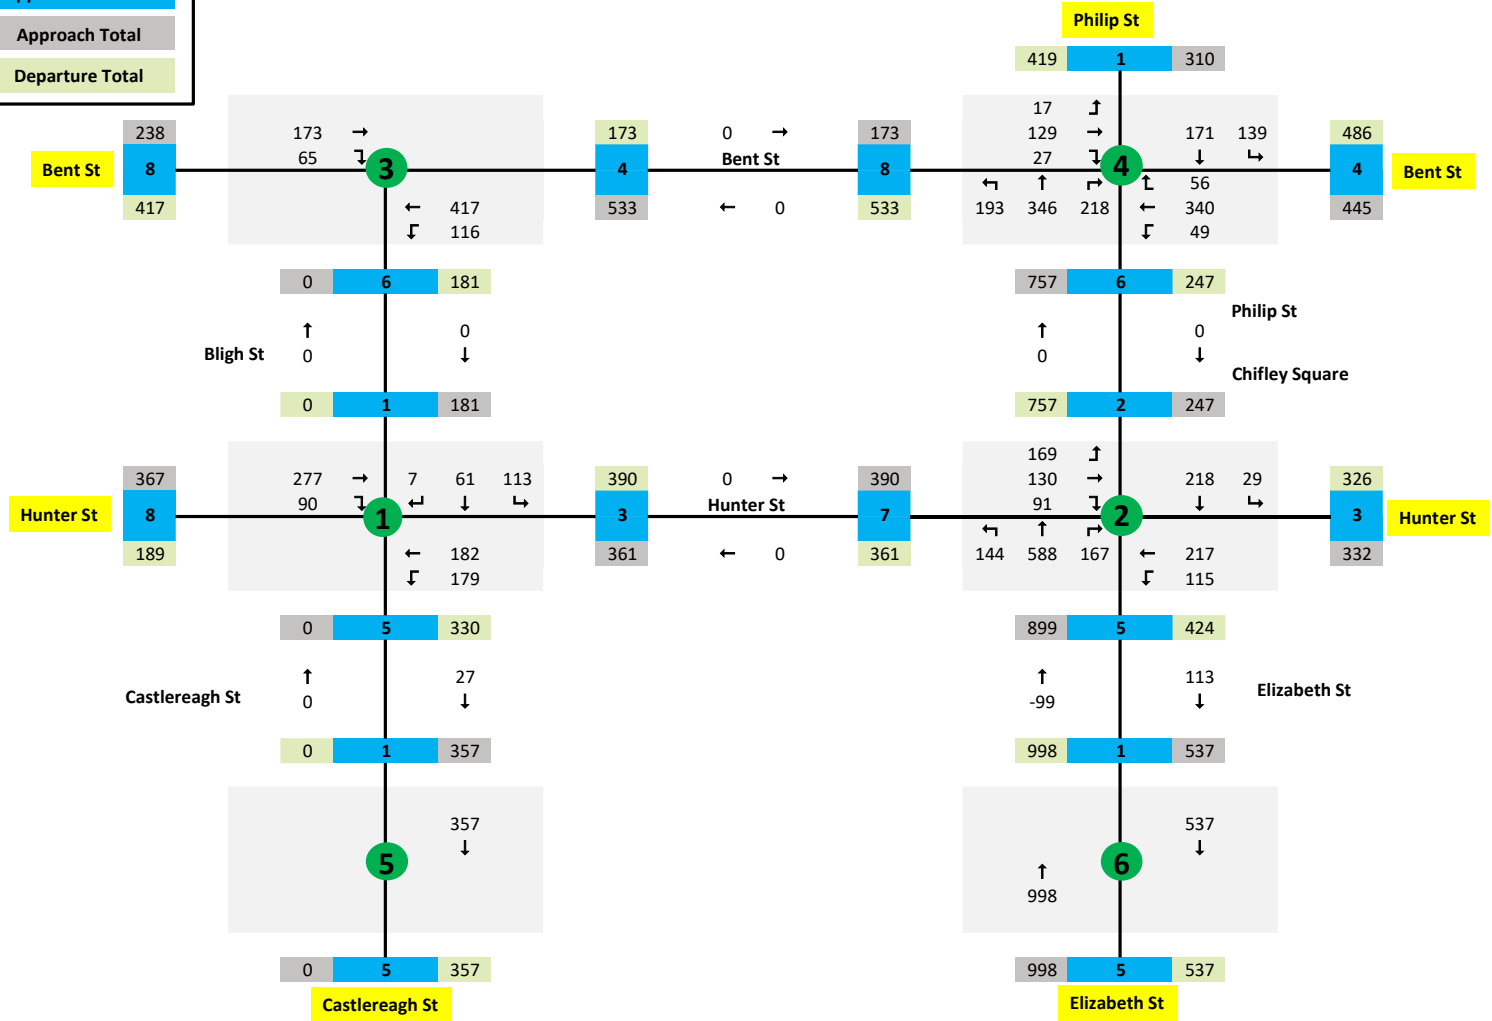 Approach Total
Departure Total
Philip St
419 1 310
17
238 173 → 173 0 → 173 129 → 171 139 486
65 27
Bent St 8 3 4 Bent St 8 4 4 Bent St
56
417 ← 417 533 ← 0 533 193 346 218 ← 340 445
116 49
0 6 181 757 6 247
Philip St
↑ 0 ↑ 0
Bligh St 0 ↓ 0 ↓
Chifley Square
0 1 181 757 2 247
169
367 277 → 7 61 113 390 0 → 390 130 → 218 29 326
90 91
Hunter St 8 1 3 Hunter St 7 2 3 Hunter St
189 ← 182 361 ← 0 361 144 588 167 ← 217 332
179 115
0 5 330 899 5 424
↑ 27 ↑ 113
Castlereagh St 0 ↓ -99 ↓ Elizabeth St
0 1 357 998 1 537
357 537
↓ ↓
5 6
↑
998
0 5 357 998 5 537
Castlereagh St Elizabeth St